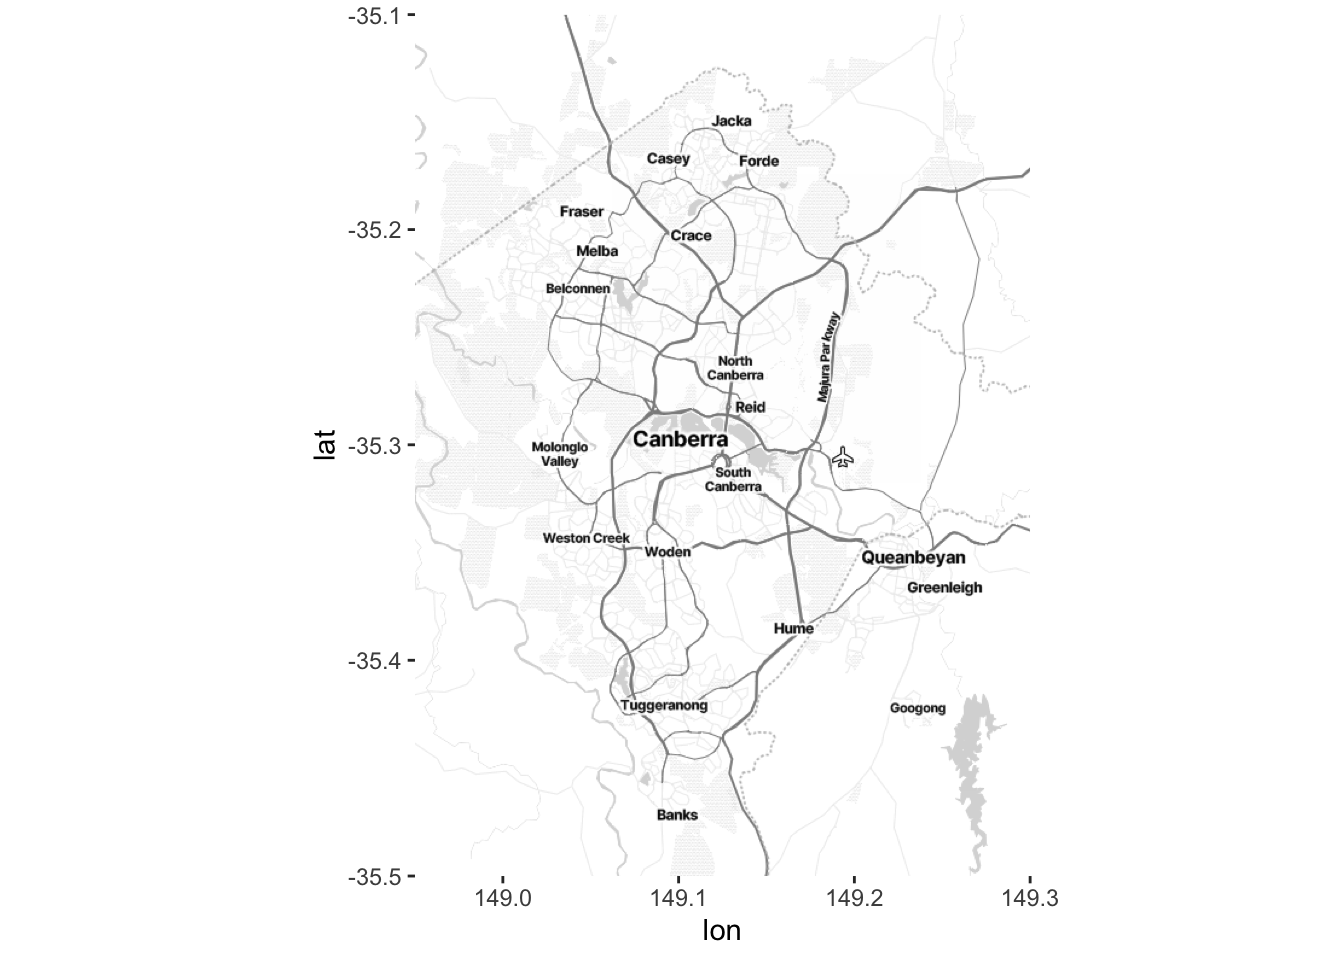 -35.1
Jacka
Casey
Forde
Fraser
-35.2
Crace
Melba
Belconnen
Majura Parkway
North
Canberra
Reid
Canberra
-35.3
lat
Molonglo
Valley
South
Canberra
Weston Creek
Woden
Queanbeyan
Greenleigh
Hume
-35.4
Tuggeranong
Googong
Banks
-35.5
149.0
149.1
149.2
149.3
lon